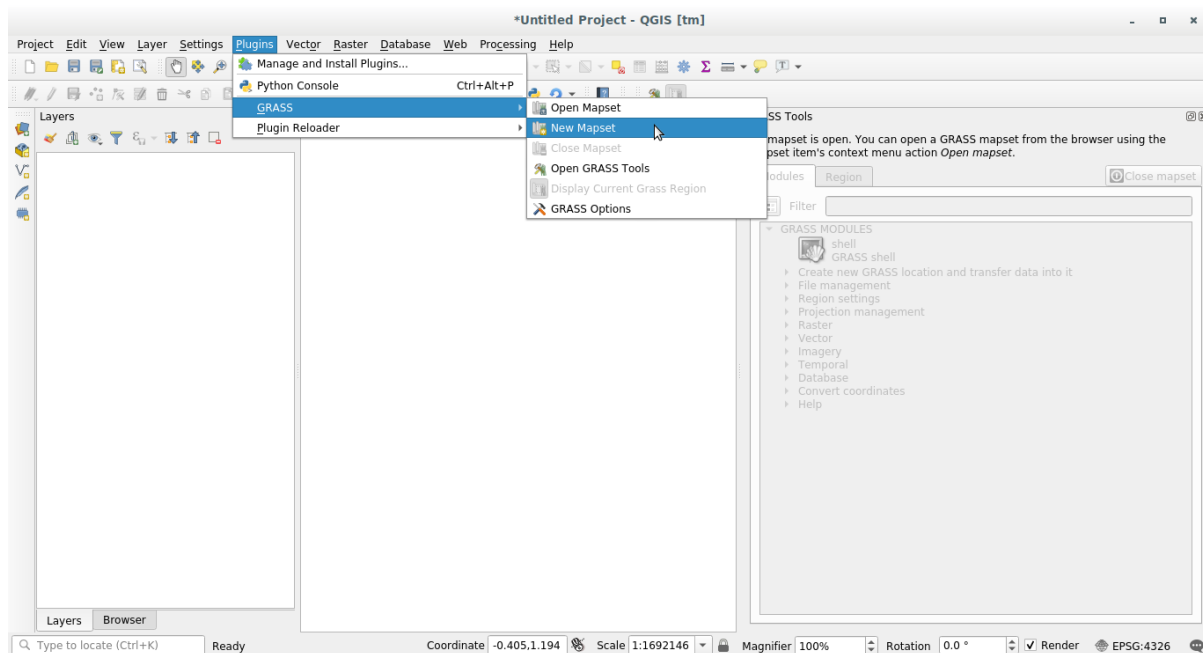 *Untitled Project - QGIS [tm]
Project Edit View Layer Settings Plugins Vector Raster Database Web Processing Help
Manage and Install Plugins...
Python Console Ctrl+Alt+P
GRASS
Plugin Reloader
Open Mapset
New Mapset
Close Mapset
Open GRASS Tools
Display Current Grass Region
GRASS Options
Layers
SS Tools
mapset is open. You can open a GRASS mapset from the browser using the
pset item's context menu action Open mapset.
odules Region Close mapset
Filter
GRASS MODULES
shell
GRASS shell
Create new GRASS location and transfer data into it
File management
Region settings
Projection management
Raster
Vector
Imagery
Temporal
Database
Convert coordinates
Help
Layers Browser
Type to locate (Ctrl+K) Ready Coordinate -0.405,1.194 Scale 1:1692146 Magnifier 100% Rotation 0.0 ° Render EPSG:4326